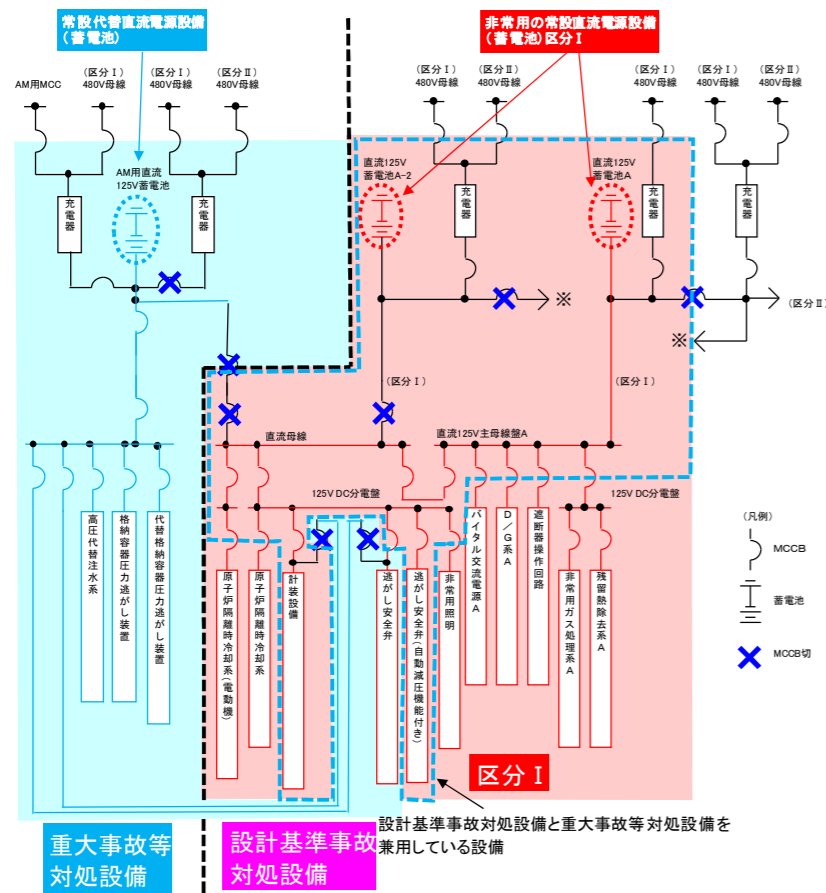 常設代替直流電源設備
(蓄電池)
非常用の常設直流電源設備
(蓄電池)区分Ⅰ
AM用MCC
(区分Ⅰ)
480V母線
(区分Ⅰ)
480V母線
(区分Ⅱ)
480V母線
(区分Ⅰ)
480V母線
(区分Ⅱ)
480V母線
(区分Ⅰ)
480V母線
(区分Ⅰ)
480V母線
(区分Ⅱ)
480V母線
AM用直流
125V蓄電池
直流125V
蓄電池A-2
直流125V
蓄電池A
充電器
充電器
充電器
充電器
充電器
※
(区分Ⅱ)
※
(区分Ⅰ)
(区分Ⅰ)
直流母線
直流125V主母線盤A
125V DC分電盤
125V DC分電盤
高圧代替注水系
格納容器圧力逃がし装置
代替格納容器圧力逃がし装置
原子炉隔離時冷却系(電動機)
原子炉隔離時冷却系
計装設備
逃がし安全弁
逃がし安全弁(自動減圧機能付き)
非常用照明
バイタル交流電源A
D/G系A
遮断器操作回路
非常用ガス処理系A
残留熱除去系A
(凡例)
MCCB
蓄電池
MCCB切
区分Ⅰ
設計基準事故対処設備と重大事故等対処設備を
兼用している設備
重大事故等
対処設備
設計基準事故
対処設備